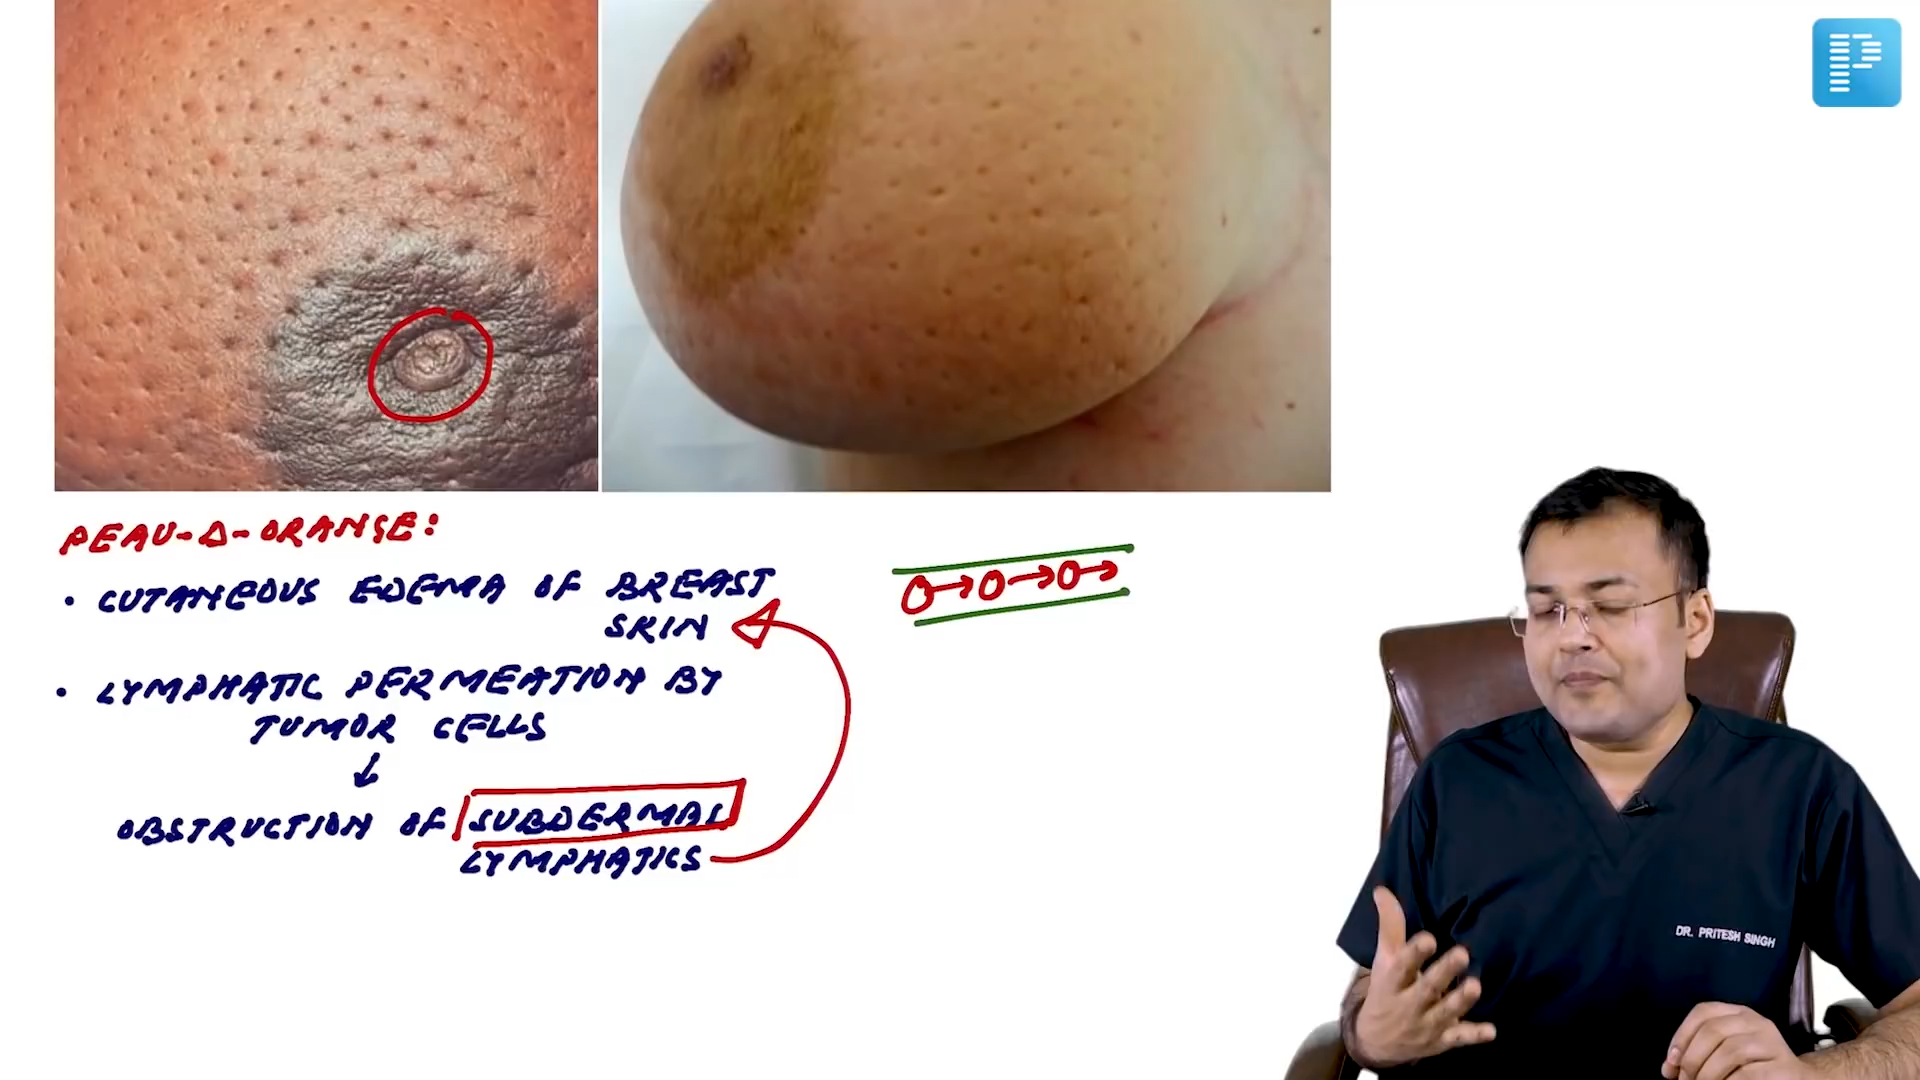 PEAU-D-ORANGE:
• CUTANEOUS EDEMA OF BREAST
SKIN
• LYMPHATIC PERMEATION BY
TUMOR CELLS
↓
OBSTRUCTION OF SUBDERMAL
LYMPHATICS
DR. PRITESH SINGH